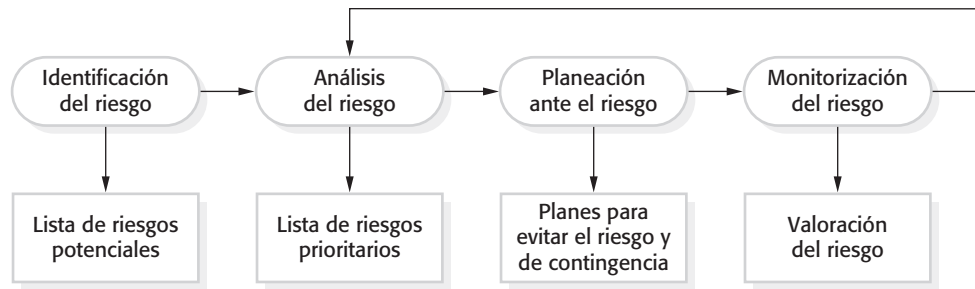 Identificación
del riesgo
Análisis
del riesgo
Planeación
ante el riesgo
Monitorización
del riesgo
Lista de riesgos
potenciales
Lista de riesgos
prioritarios
Planes para
evitar el riesgo y
de contingencia
Valoración
del riesgo